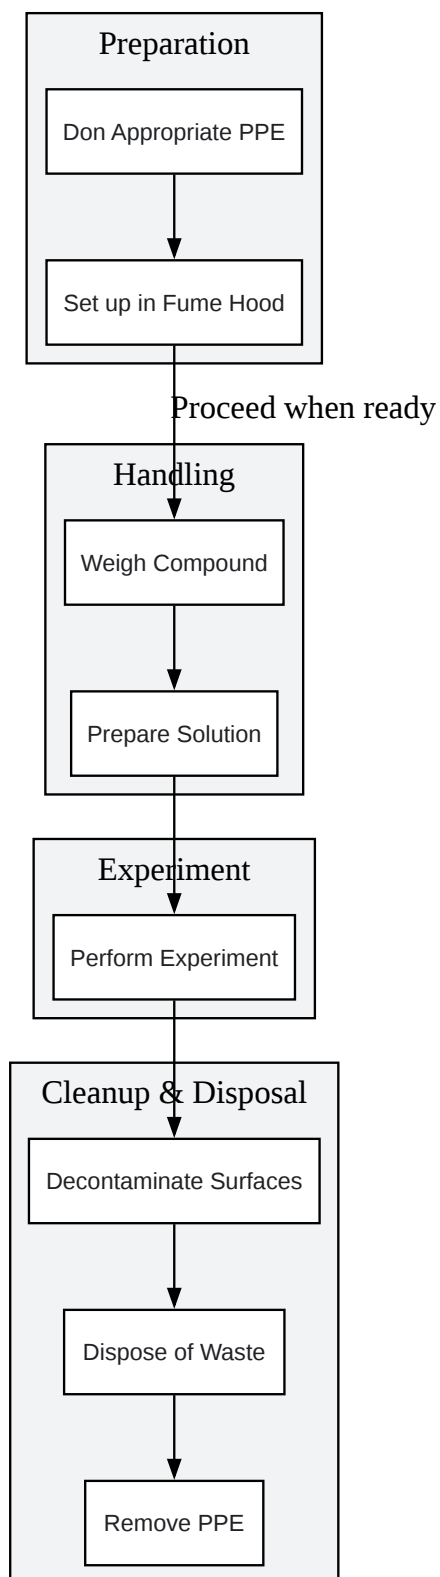 Preparation
Don Appropriate PPE
Set up in Fume Hood
Proceed when ready
Handling
Weigh Compound
Prepare Solution
Experiment
Perform Experiment
Cleanup & Disposal
Decontaminate Surfaces
Dispose of Waste
Remove PPE